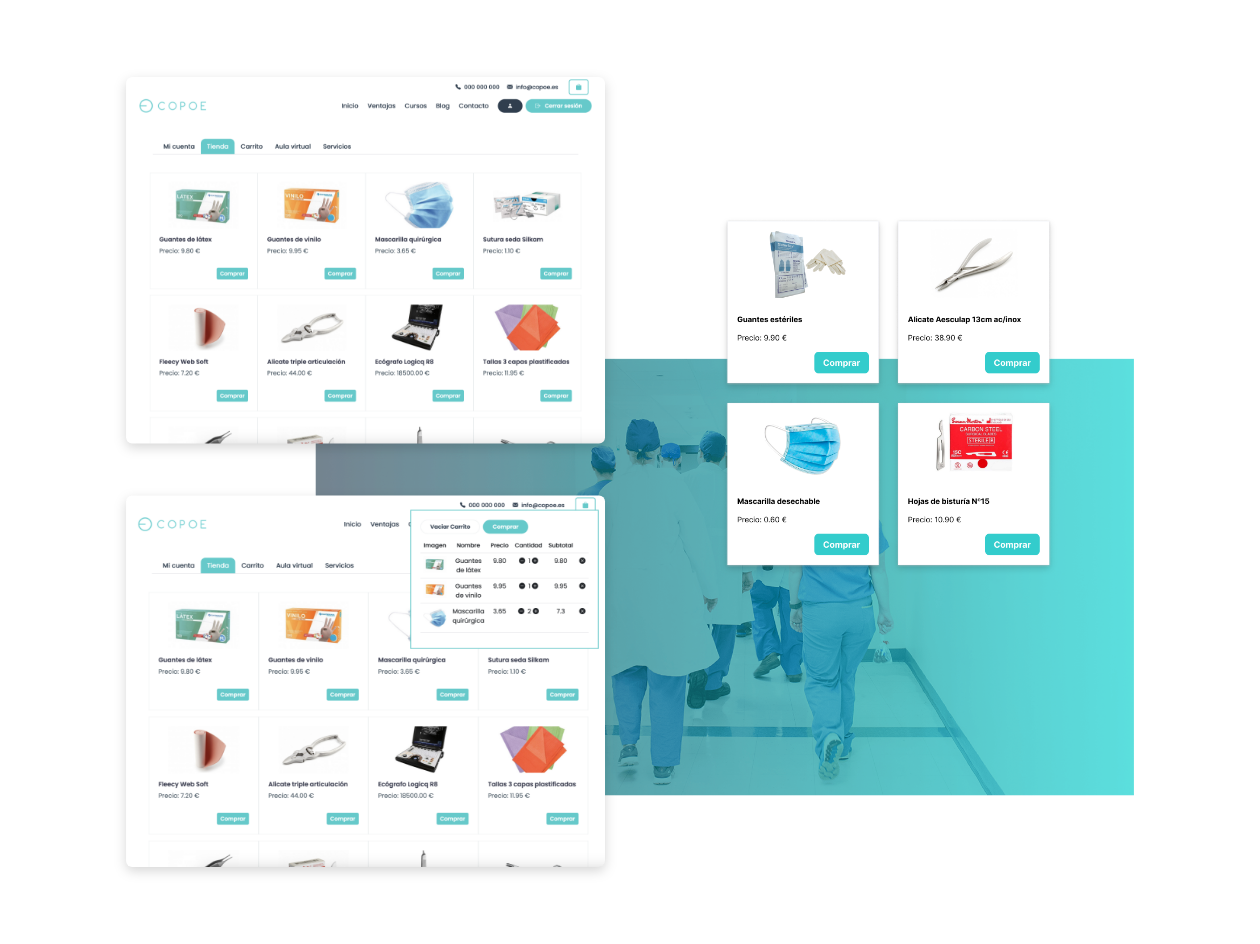 000 000 000 info@copoe.es
COPOE
Inicio Ventajas Cursos Blog Contacto Cerrar sesión
Mi cuenta Tienda Carrito Aula virtual Servicios
LÁTEX
VINILO
Guantes de látex
Precio: 9.80 €
Comprar
Guantes de vinilo
Precio: 9.95 €
Comprar
Mascarilla quirúrgica
Precio: 3.65 €
Comprar
Sutura seda Silkam
Precio: 1.10 €
Comprar
Fleecy Web Soft
Precio: 7.20 €
Comprar
Alicate triple articulación
Precio: 44.00 €
Comprar
Ecógrafo Logicq R8
Precio: 18500.00 €
Comprar
Tallas 3 capas plastificados
Precio: 11.95 €
Comprar
Guantes estériles
Precio: 9.90 €
Comprar
Alicate Aesculap 13cm ac/inox
Precio: 38.90 €
Comprar
Mascarilla desechable
Precio: 0.60 €
Comprar
CARBON STEEL
STERILE R
Hojas de bisturía Nº15
Precio: 10.90 €
Comprar
000 000 000 info@copoe.es
COPOE
Inicio Ventajas
Vaciar Carrito Comprar
Imagen Nombre Precio Cantidad Subtotal
Guantes de látex 9.80 1 9.80
Guantes de vinilo 9.95 1 9.95
Mascarilla quirúrgica 3.65 2 7.3
Mi cuenta Tienda Carrito Aula virtual Servicios
LÁTEX
VINILO
Guantes de látex
Precio: 9.80 €
Comprar
Guantes de vinilo
Precio: 9.95 €
Comprar
Mascarilla quirúrgica
Precio: 3.65 €
Comprar
Sutura seda Silkam
Precio: 1.10 €
Comprar
Fleecy Web Soft
Precio: 7.20 €
Comprar
Alicate triple articulación
Precio: 44.00 €
Comprar
Ecógrafo Logicq R8
Precio: 18500.00 €
Comprar
Tallas 3 capas plastificados
Precio: 11.95 €
Comprar